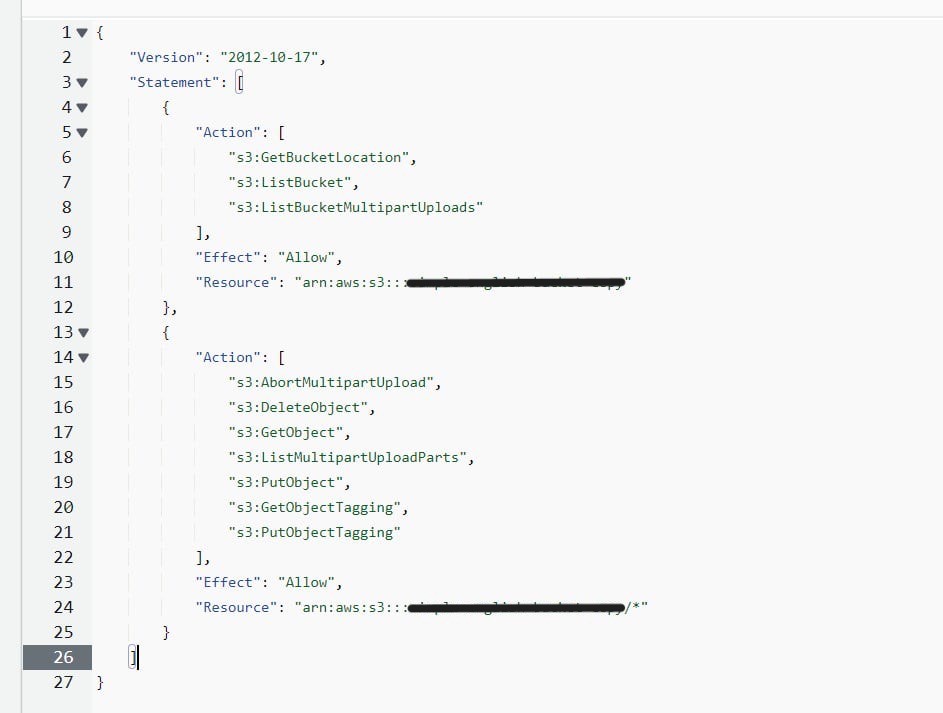 1 {
2 "Version": "2012-10-17",
3 "Statement": [
4 {
5 "Action": [
6 "s3:GetBucketLocation",
7 "s3:ListBucket",
8 "s3:ListBucketMultipartUploads"
9 ],
10 "Effect": "Allow",
11 "Resource": "arn:aws:s3:::"
12 },
13 {
14 "Action": [
15 "s3:AbortMultipartUpload",
16 "s3:DeleteObject",
17 "s3:GetObject",
18 "s3:ListMultipartUploadParts",
19 "s3:PutObject",
20 "s3:GetObjectTagging",
21 "s3:PutObjectTagging"
22 ],
23 "Effect": "Allow",
24 "Resource": "arn:aws:s3:::/*"
25 }
26 ]
27 }